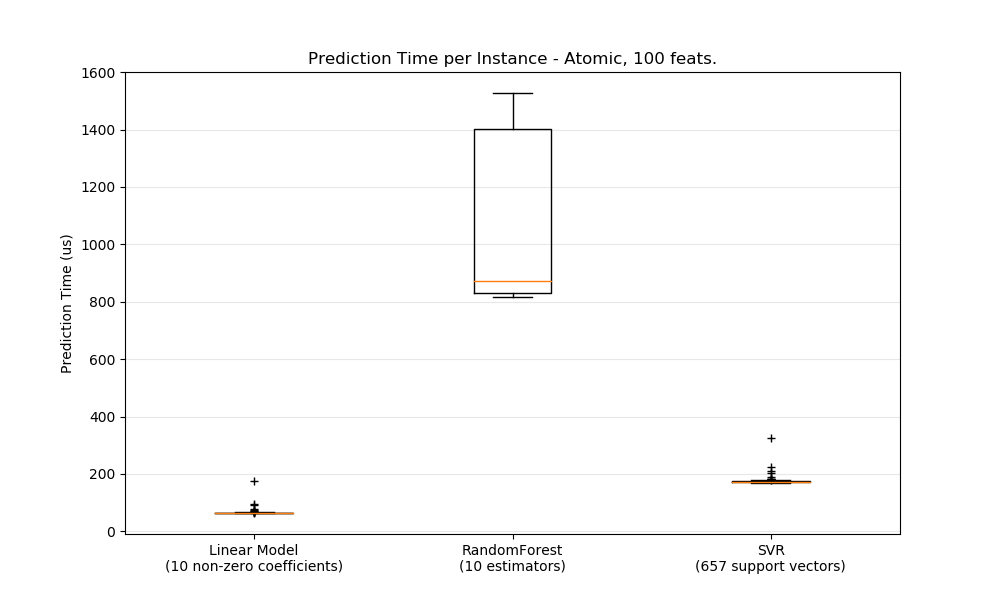 Prediction Time per Instance - Atomic, 100 feats.
1600
1400
1200
1000
800
600
400
200
0
Prediction Time (us)
Linear Model
(10 non-zero coefficients)
RandomForest
(10 estimators)
SVR
(657 support vectors)